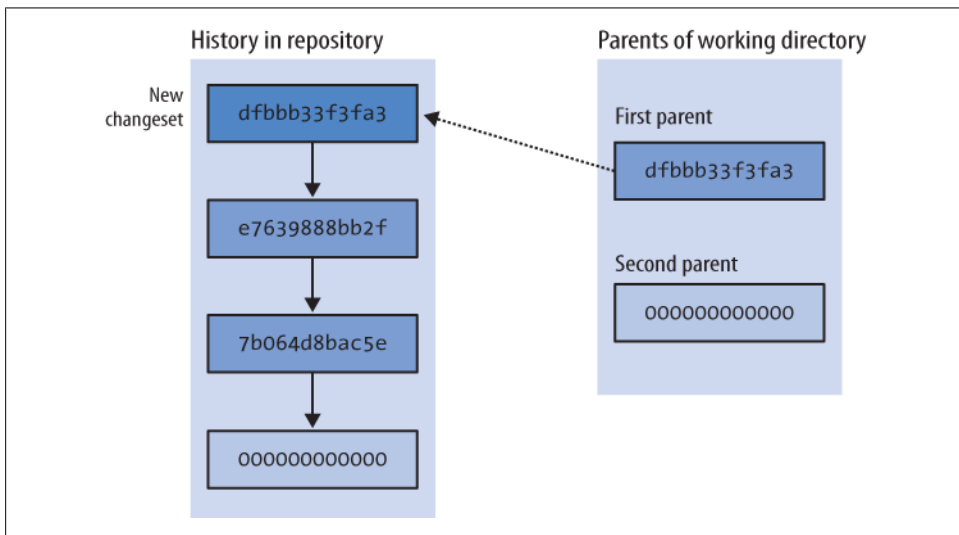 History in repository
New
changeset
dfbbb33f3fa3
e7639888bb2f
7b064d8bac5e
000000000000
Parents of working directory
First parent
dfbbb33f3fa3
Second parent
000000000000